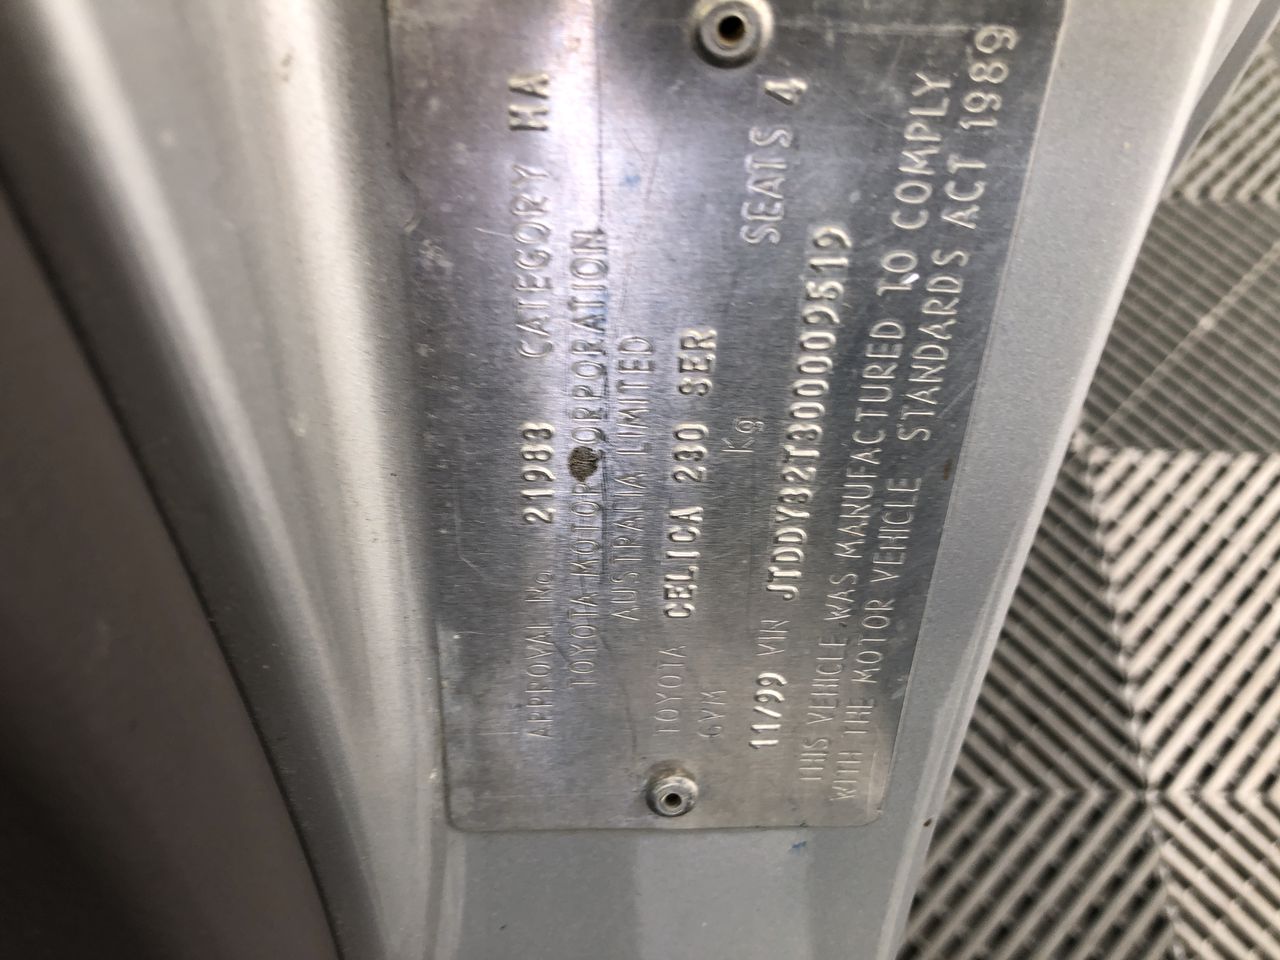 APPROVAL No. 21983 CATEGORY MA
TOYOTA MOTOR CORPORATION
AUSTRALIA LIMITED
TOYOTA CELICA 230 SER
GVM Kg SEATS 4
11/99 VIN
THIS VEHICLE WAS MANUFACTURED TO COMPLY
WITH THE MOTOR VEHICLE STANDARDS ACT 1989